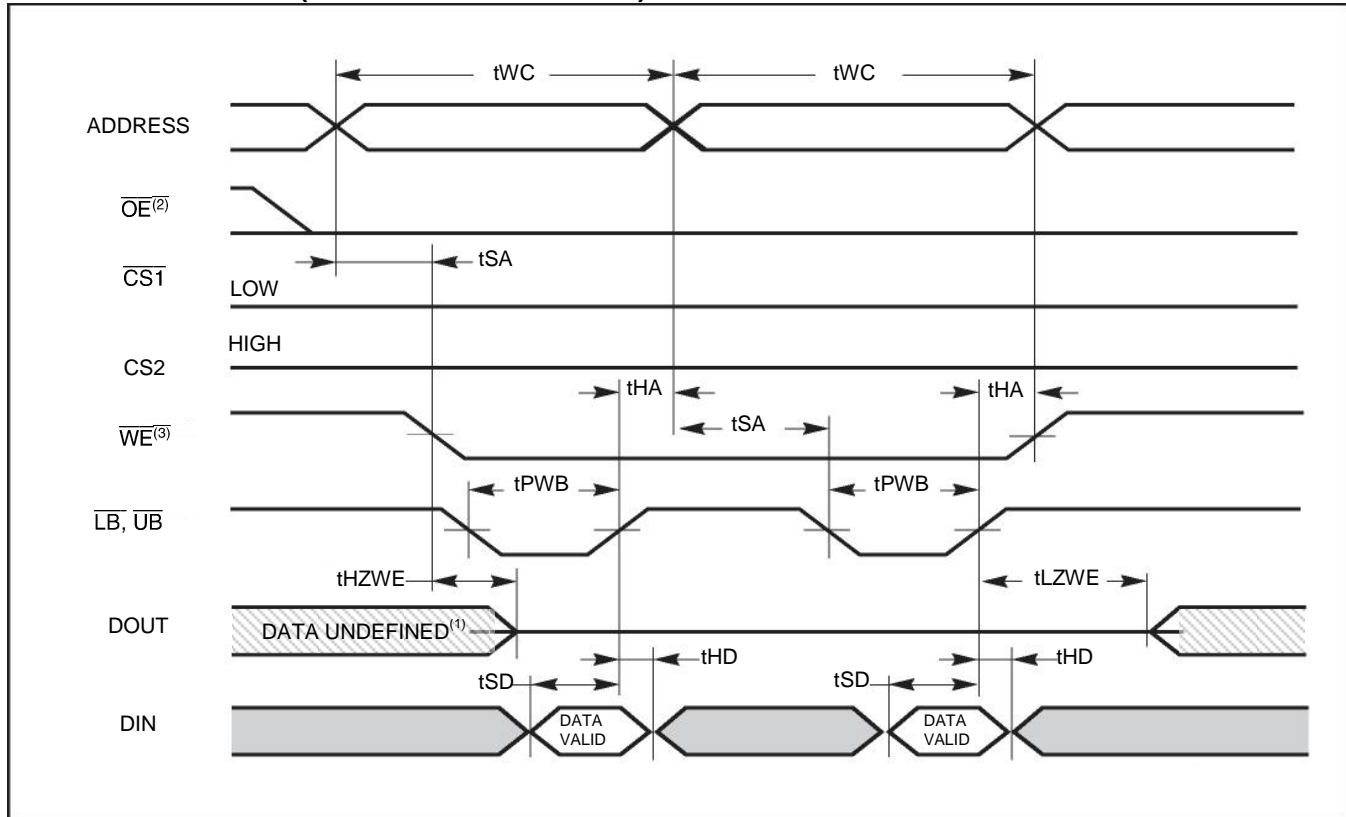 tWC tWC
ADDRESS
OE(2)
tSA
CS1
LOW
HIGH
CS2
tHA tHA
WE(3)
tSA
tPWB tPWB
LB, UB
tHZWE tLZWE
DOUT
DATA UNDEFINED(1)
tHD tHD
tSD tSD
DIN
DATA
VALID
DATA
VALID